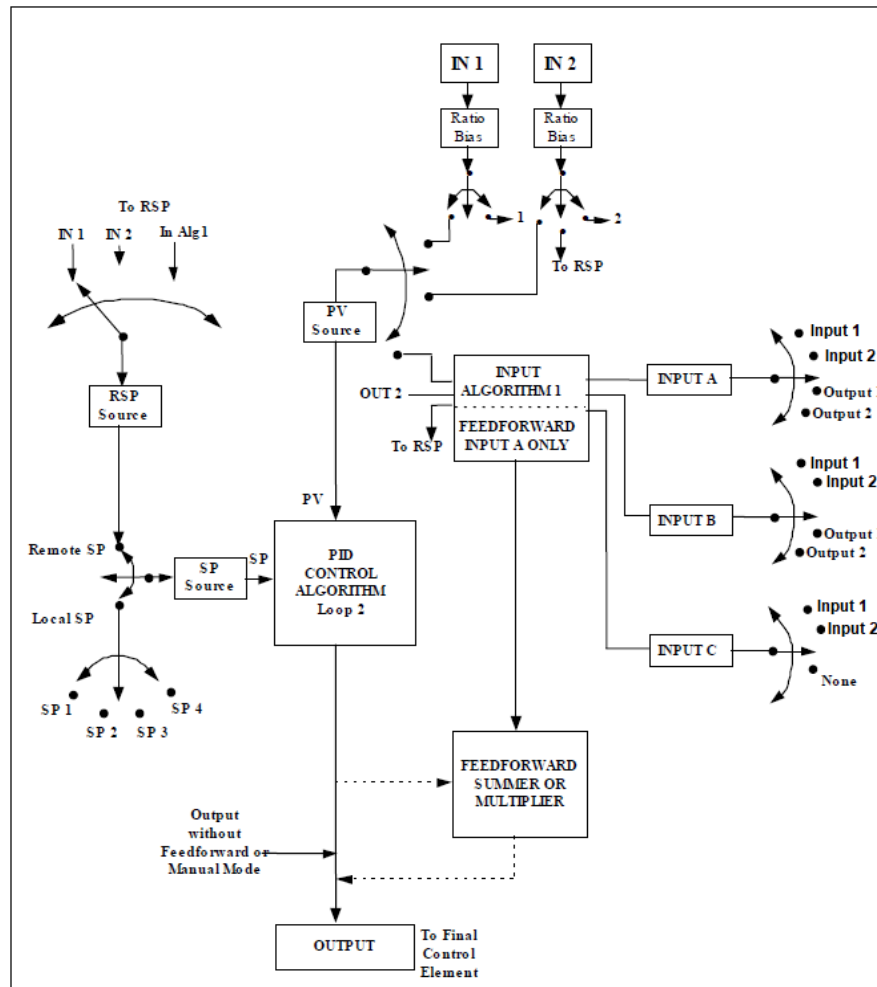 IN 1
IN 2
Ratio
Bias
Ratio
Bias
1
2
To RSP
To RSP
IN 1
IN 2
In Alg1
PV
Source
RSP
Source
INPUT
ALGORITHM 1
OUT 2
FEEDFORWARD
INPUT A ONLY
To RSP
INPUT A
Input 1
Input 2
Output
Output 2
PV
Remote SP
SP
Source
SP
PID
CONTROL
ALGORITHM
Loop 2
INPUT B
Input 1
Input 2
Output
Output 2
Local SP
SP 1
SP 2
SP 3
SP 4
INPUT C
Input 1
Input 2
None
FEEDFORWARD
SUMMER OR
MULTIPLIER
Output
without
Feedforward or
Manual Mode
OUTPUT
To Final
Control
Element